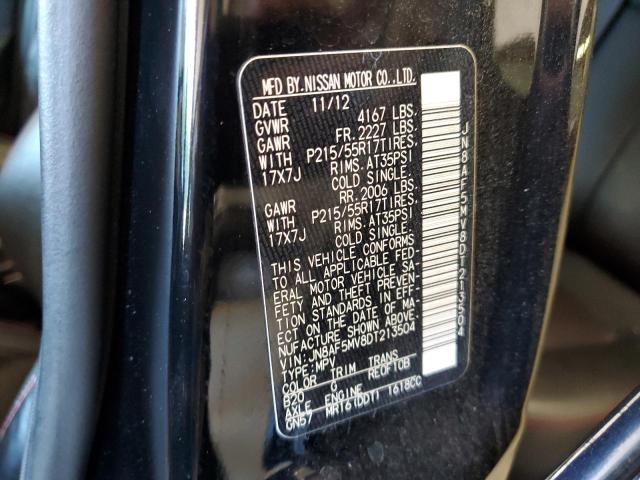 MFD BY.NISSAN MOTOR CO.,LTD.
DATE 11/12
GVWR 4167 LBS.
GAWR FR. 2227 LBS.
WITH P215/55R17TIRES,
17X7J RIMS, AT35PSI
COLD SINGLE.
GAWR RR. 2006 LBS.
WITH P215/55R17TIRES,
17X7J RIMS, AT35PSI
COLD SINGLE.
THIS VEHICLE CONFORMS
TO ALL APPLICABLE FED-
ERAL MOTOR VEHICLE SA-
FETY AND THEFT PREVEN-
TION STANDARDS IN EFF-
ECT ON THE DATE OF MA-
NUFACTURE SHOWN ABOVE.
VIN: JN8AF5MV8DT213504
TYPE: MPV
COLOR TRIM TRANS
B20 G RE0F10B
AXLE ENGINE
GN57 MR16(DDT) 1618CC
JN8AF5MV8DT213504